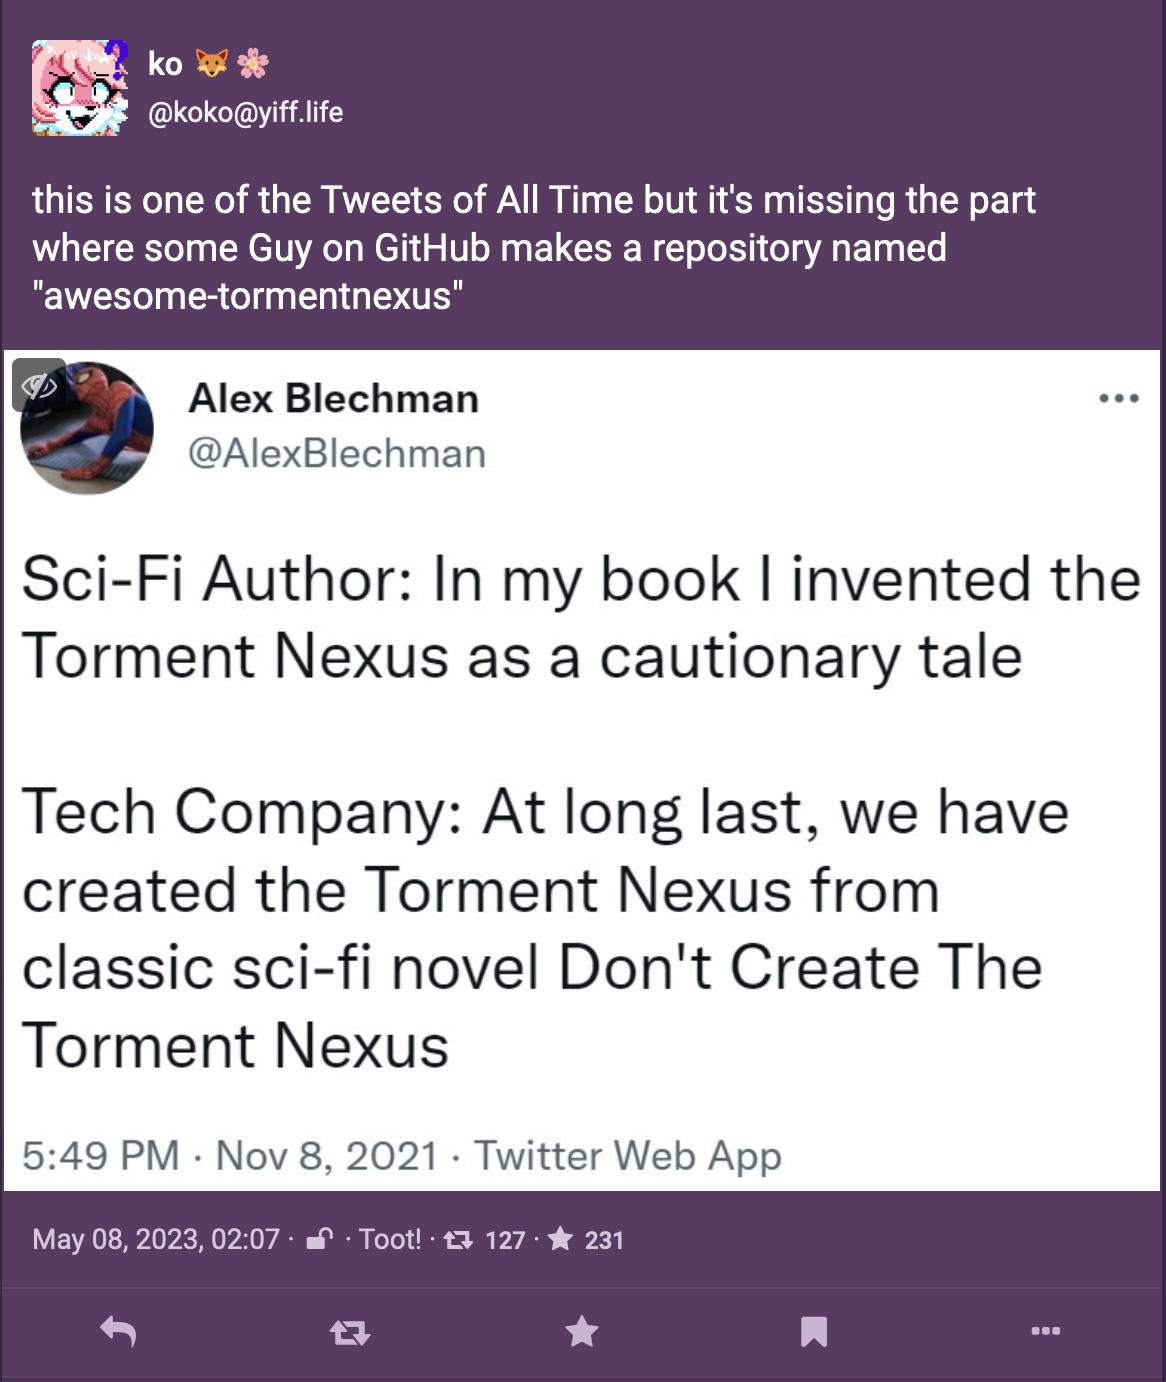 ko 🦊🌸
@koko@yiff.life
this is one of the Tweets of All Time but it's missing the part
where some Guy on GitHub makes a repository named
"awesome-tormentnexus"
Alex Blechman
@AlexBlechman
Sci-Fi Author: In my book I invented the
Torment Nexus as a cautionary tale
Tech Company: At long last, we have
created the Torment Nexus from
classic sci-fi novel Don't Create The
Torment Nexus
5:49 PM · Nov 8, 2021 · Twitter Web App
May 08, 2023, 02:07 · · Toot! · 127 · 231